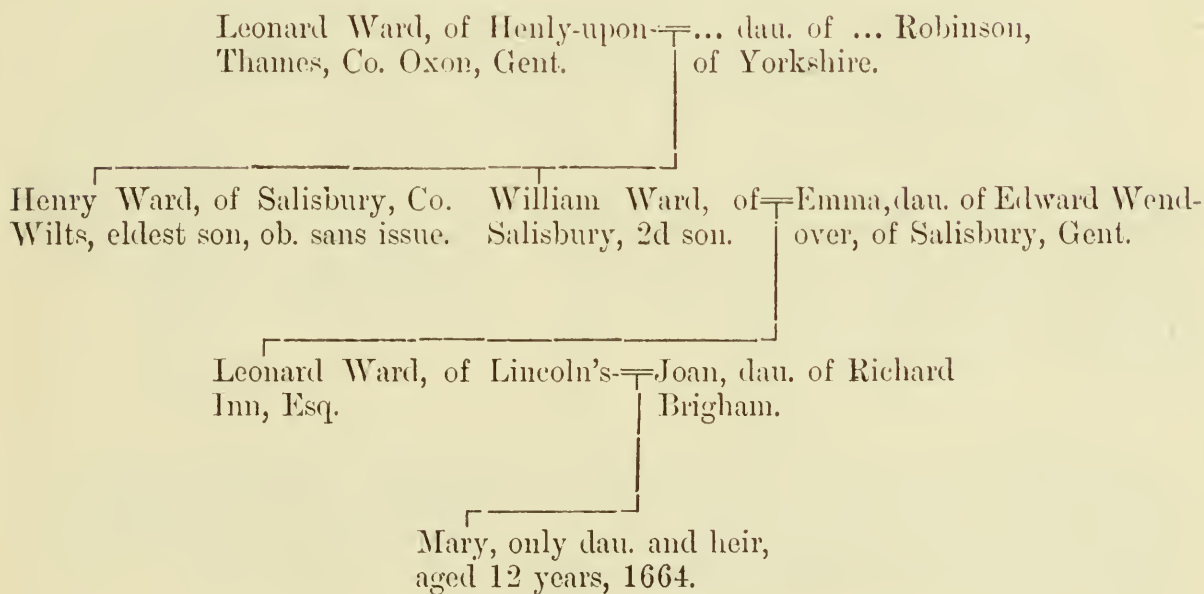 Leonard Ward, of Henly-upon-... dau. of ... Robinson,
Thames, Co. Oxon, Gent. of Yorkshire.
Henry Ward, of Salisbury, Co. William Ward, of Emma, dau. of Edward Wend-
Wilts, eldest son, ob. sans issue. Salisbury, 2d son. over, of Salisbury, Gent.
Leonard Ward, of Lincoln's- Joan, dau. of Richard
Inn, Esq. Brigham.
Mary, only dau. and heir,
aged 12 years, 1664.